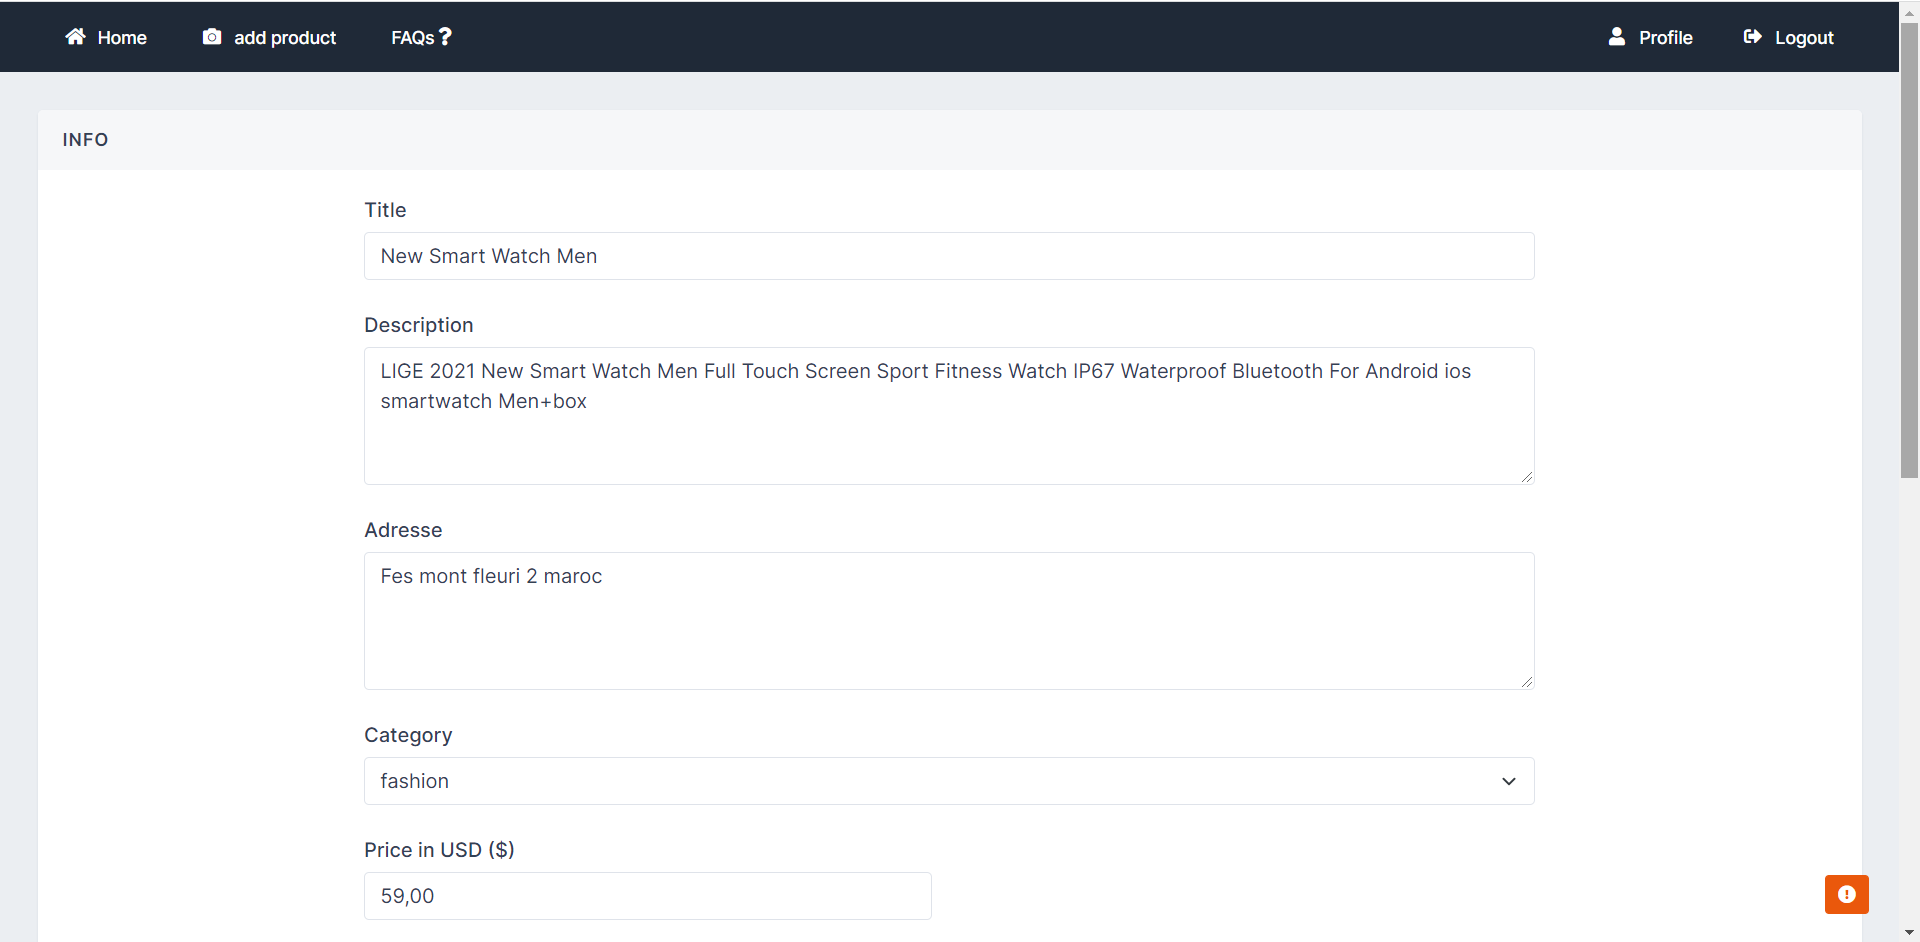 Home add product FAQs? Profile Logout
INFO
Title
New Smart Watch Men
Description
LIGE 2021 New Smart Watch Men Full Touch Screen Sport Fitness Watch IP67 Waterproof Bluetooth For Android ios
smartwatch Men+box
Adresse
Fes mont fleuri 2 maroc
Category
fashion
Price in USD ($)
59,00